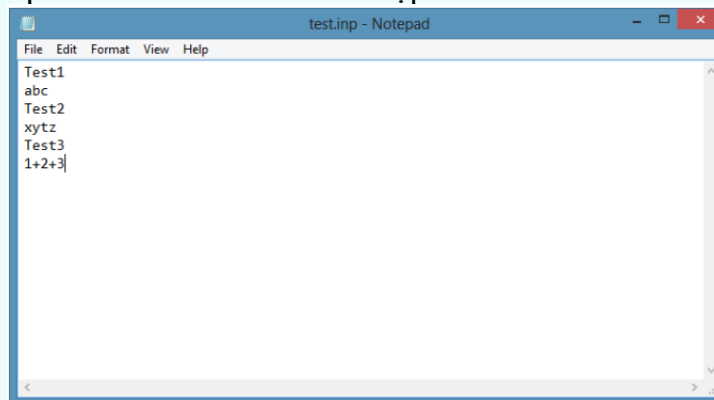 test.inp - Notepad
File Edit Format View Help
Test1
abc
Test2
xytz
Test3
1+2+3